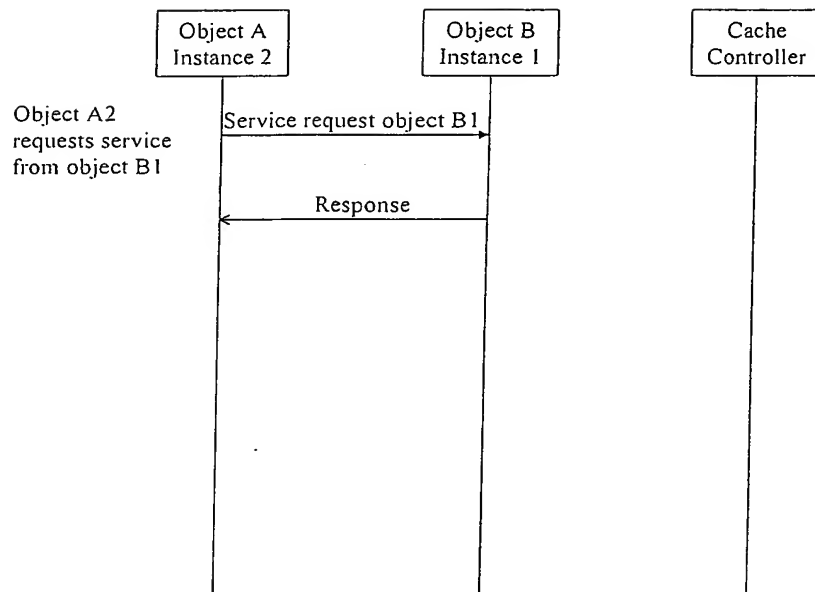 Object A
Instance 2
Object B
Instance 1
Cache
Controller
Object A2
requests service
from object B1
Service request object B1
Response